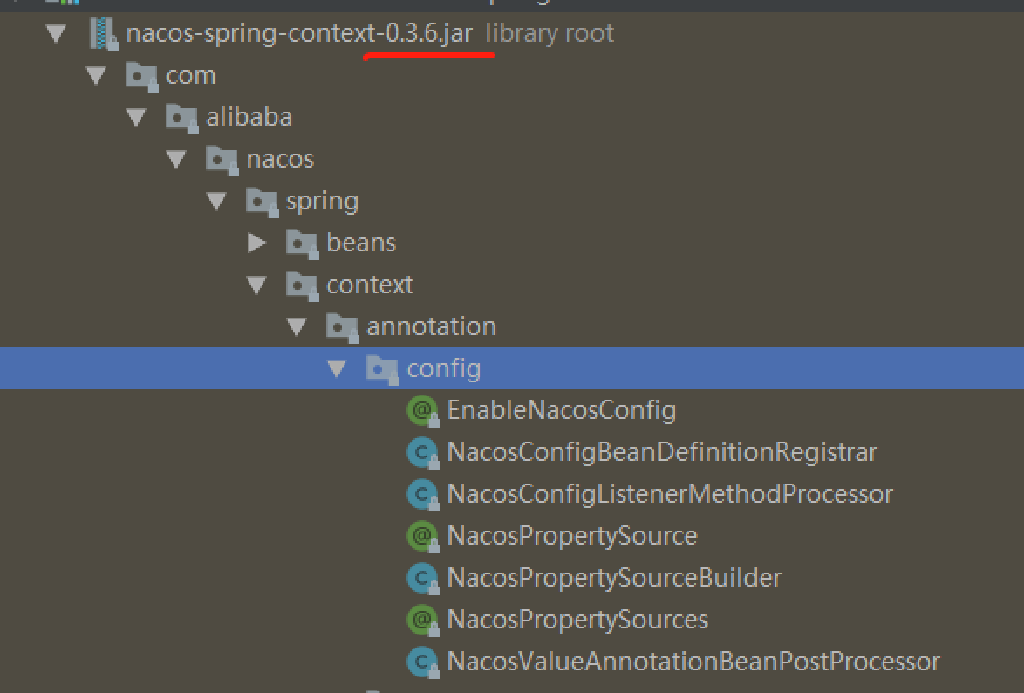 nacos-spring-context-0.3.6.jar library root
com
alibaba
nacos
spring
beans
context
annotation
config
EnableNacosConfig
NacosConfigBeanDefinitionRegistrar
NacosConfigListenerMethodProcessor
NacosPropertySource
NacosPropertySourceBuilder
NacosPropertySources
NacosValueAnnotationBeanPostProcessor